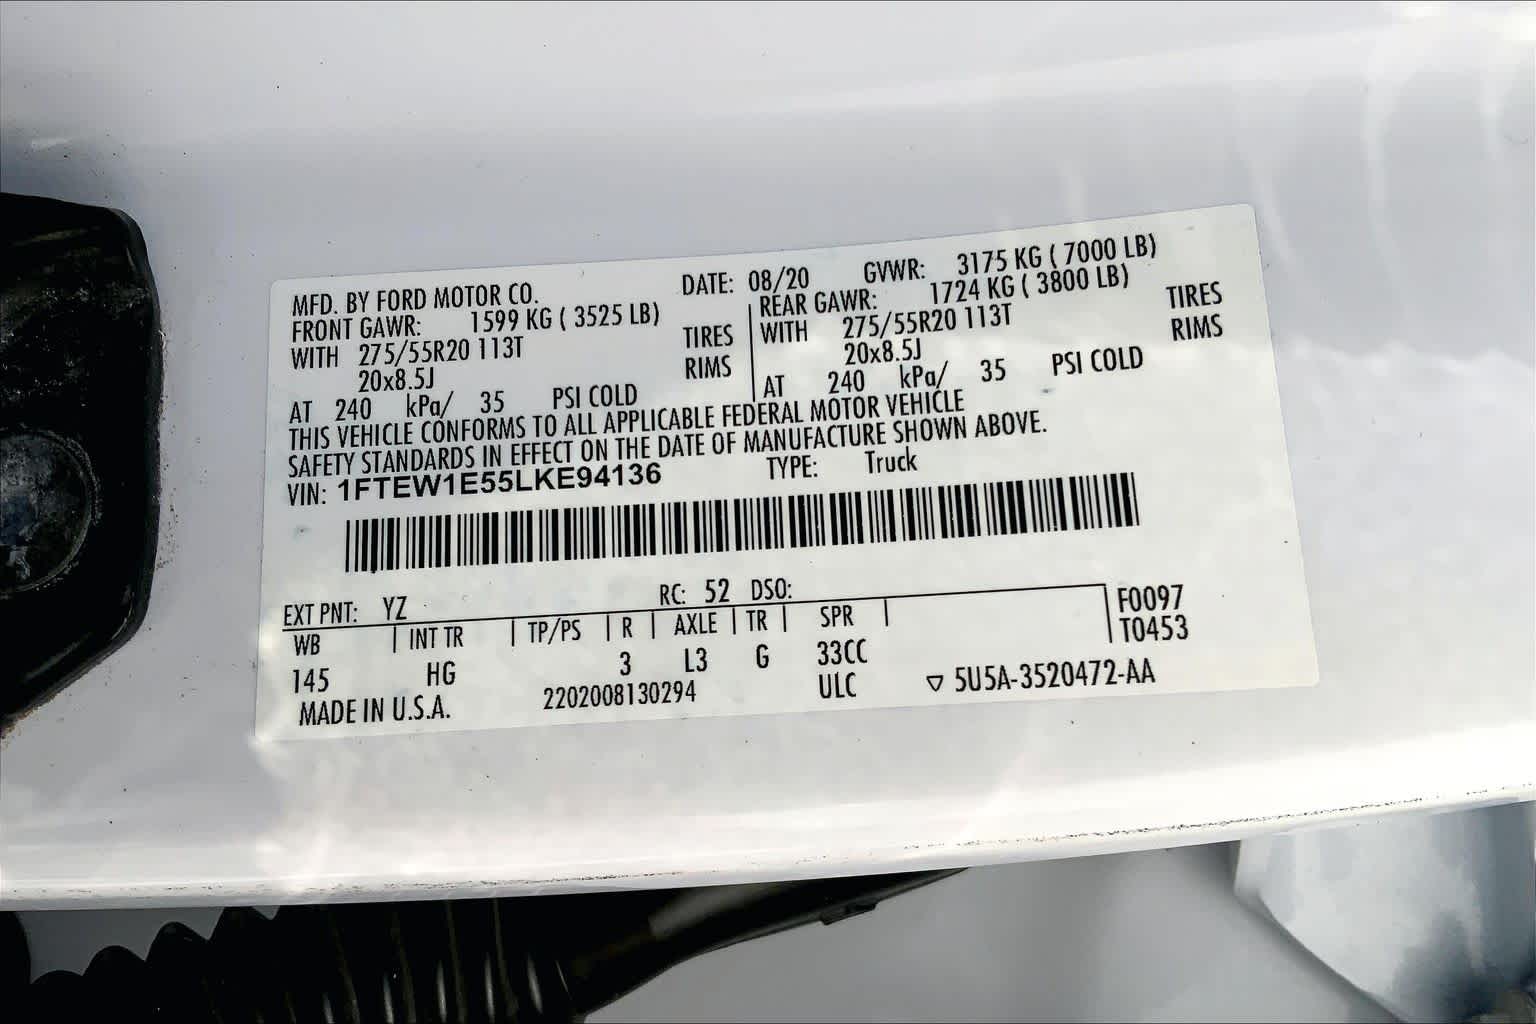 MFD. BY FORD MOTOR CO. DATE: 08/20 GVWR: 3175 KG ( 7000 LB)
FRONT GAWR: 1599 KG ( 3525 LB) REAR GAWR: 1724 KG ( 3800 LB)
WITH 275/55R20 113T TIRES WITH 275/55R20 113T TIRES
20x8.5J RIMS 20x8.5J RIMS
AT 240 kPa/ 35 PSI COLD AT 240 kPa/ 35 PSI COLD
THIS VEHICLE CONFORMS TO ALL APPLICABLE FEDERAL MOTOR VEHICLE
SAFETY STANDARDS IN EFFECT ON THE DATE OF MANUFACTURE SHOWN ABOVE.
VIN: 1FTEW1E55LKE94136 TYPE: Truck
EXT PNT: YZ RC: 52 DSO:
WB INT TR TP/PS R AXLE TR SPR F0097
145 HG 3 L3 G 33CC T0453
MADE IN U.S.A. 2202008130294 ULC 5U5A-3520472-AA